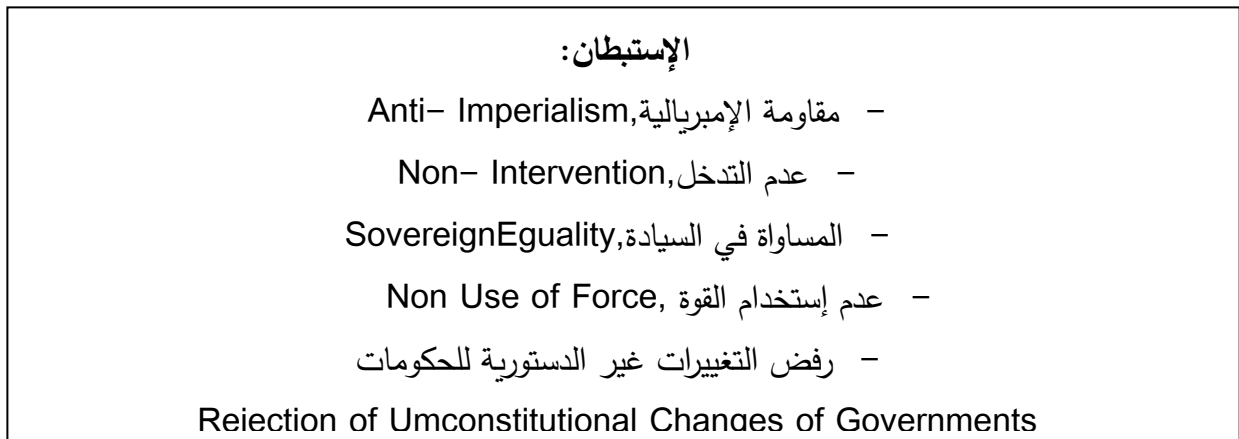 الإستبطان:
– مقاومة الإمبريالية,Anti– Imperialism
– عدم التدخل,Non– Intervention
– المساواة في السيادة,SovereignEguality
– عدم إستخدام القوة ,Non Use of Force
– رفض التغييرات غير الدستورية للحكومات
Rejection of Umconstitutional Changes of Governments